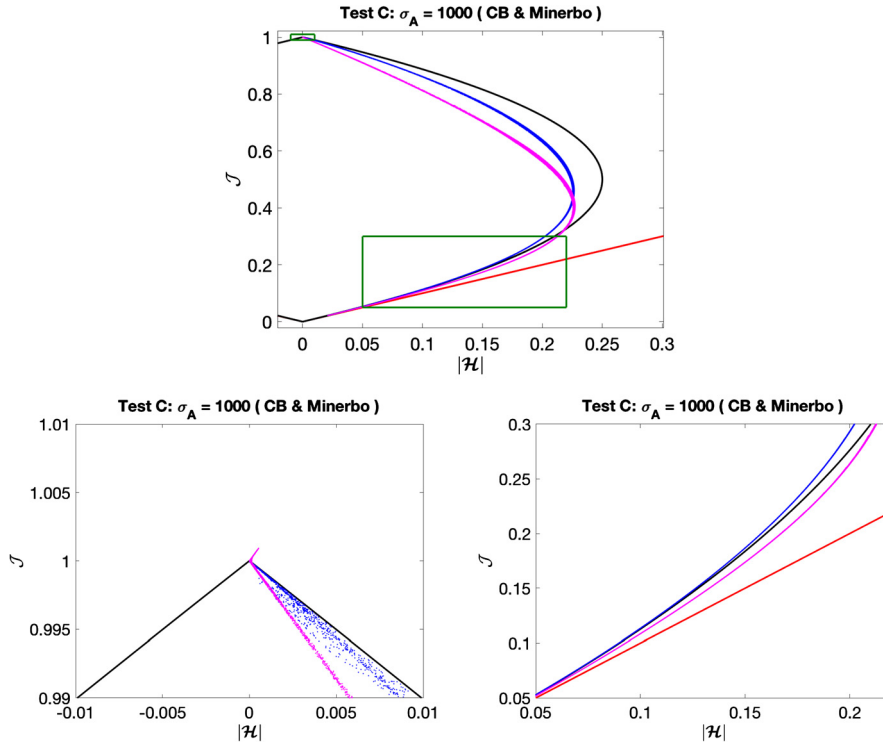 Test C: σ_A = 1000 ( CB & Minerbo )
1
0.8
0.6
0.4
0.2
0
𝒥
0 0.05 0.1 0.15 0.2 0.25 0.3
|𝓗|
Test C: σ_A = 1000 ( CB & Minerbo )
1.01
1.005
1
0.995
0.99
𝒥
-0.01 -0.005 0 0.005 0.01
|𝓗|
Test C: σ_A = 1000 ( CB & Minerbo )
0.3
0.25
0.2
0.15
0.1
0.05
𝒥
0.05 0.1 0.15 0.2
|𝓗|